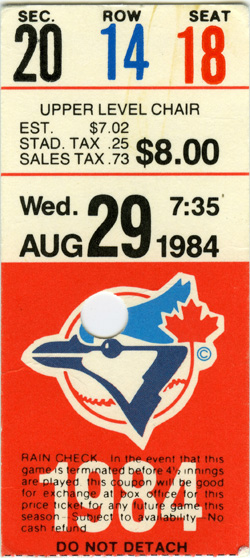 SEC. ROW SEAT
20 14 18
UPPER LEVEL CHAIR
EST. $7.02
STAD. TAX .25
SALES TAX .73 $8.00
Wed. 7:35
AUG 29 1984
©
RAIN CHECK. In the event that this
game is terminated before 4½ innings
are played, this coupon will be good
for exchange at box office for this
price ticket for any future game this
season—Subject to availability—No
cash refund.
1984
DO NOT DETACH